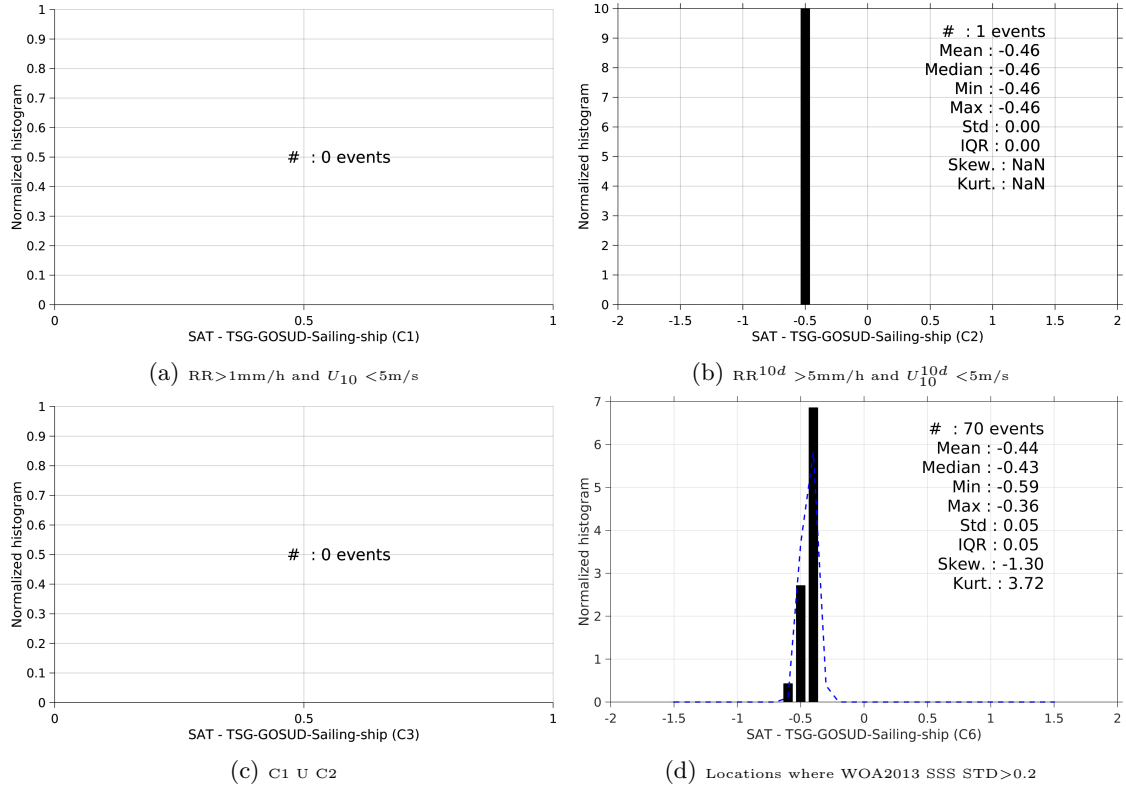 1
0.9
0.8
0.7
0.6
0.5
0.4
0.3
0.2
0.1
0
Normalized histogram
# : 0 events
0 0.5 1
SAT - TSG-GOSUD-Sailing-ship (C1)
(a) RR>1mm/h and U10 <5m/s
10
9
8
7
6
5
4
3
2
1
0
Normalized histogram
# : 1 events
Mean : -0.46
Median : -0.46
Min : -0.46
Max : -0.46
Std : 0.00
IQR : 0.00
Skew. : NaN
Kurt. : NaN
-2 -1.5 -1 -0.5 0 0.5 1 1.5 2
SAT - TSG-GOSUD-Sailing-ship (C2)
(b) RR^10d >5mm/h and U10^10d <5m/s
1
0.9
0.8
0.7
0.6
0.5
0.4
0.3
0.2
0.1
0
Normalized histogram
# : 0 events
0 0.5 1
SAT - TSG-GOSUD-Sailing-ship (C3)
(c) C1 U C2
7
6
5
4
3
2
1
0
Normalized histogram
# : 70 events
Mean : -0.44
Median : -0.43
Min : -0.59
Max : -0.36
Std : 0.05
IQR : 0.05
Skew. : -1.30
Kurt. : 3.72
-2 -1.5 -1 -0.5 0 0.5 1 1.5 2
SAT - TSG-GOSUD-Sailing-ship (C6)
(d) Locations where WOA2013 SSS STD>0.2